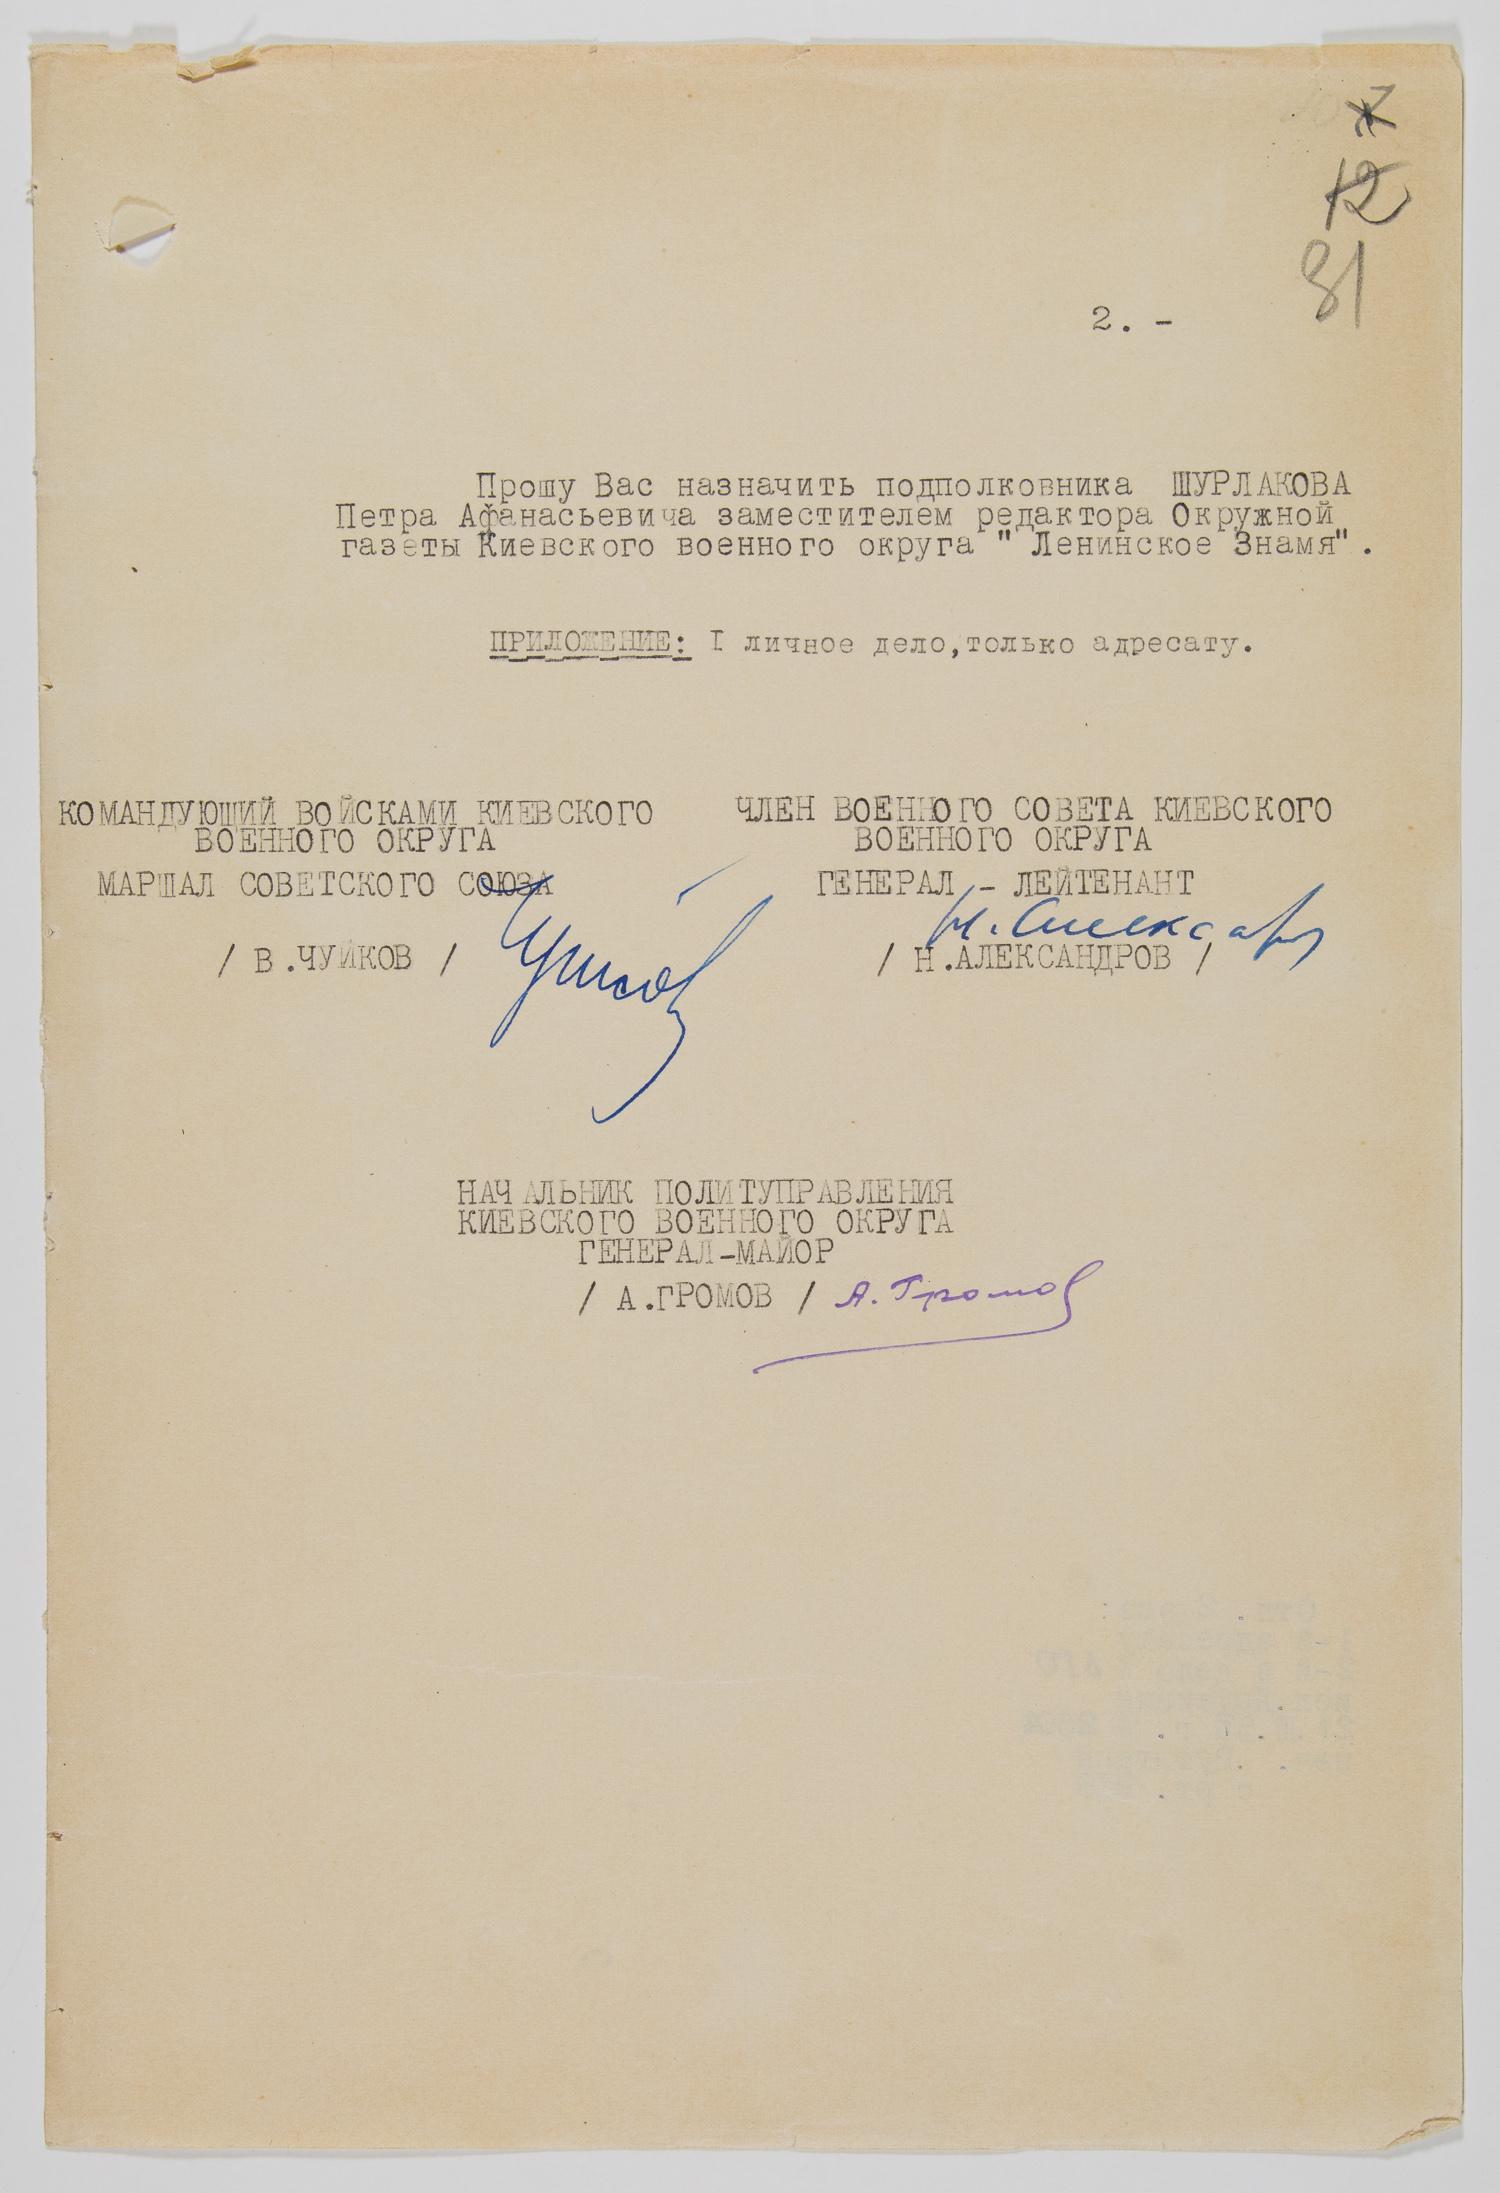 7
12
81
2. -
Прошу Вас назначить подполковника ШУРЛАКОВА
Петра Афанасьевича заместителем редактора Окружной
газеты Киевского военного округа " Ленинское Знамя".
ПРИЛОЖЕНИЕ: I личное дело,только адресату.
КОМАНДУЮЩИЙ ВОЙСКАМИ КИЕВСКОГО
ВОЕННОГО ОКРУГА
МАРШАЛ СОВЕТСКОГО СОЮЗА
/ В.ЧУЙКОВ / Чуйков
ЧЛЕН ВОЕННОГО СОВЕТА КИЕВСКОГО
ВОЕННОГО ОКРУГА
ГЕНЕРАЛ - ЛЕЙТЕНАНТ
/ Н.АЛЕКСАНДРОВ /
НАЧАЛЬНИК ПОЛИТУПРАВЛЕНИЯ
КИЕВСКОГО ВОЕННОГО ОКРУГА
ГЕНЕРАЛ-МАЙОР
/ А.ГРОМОВ / А. Громов